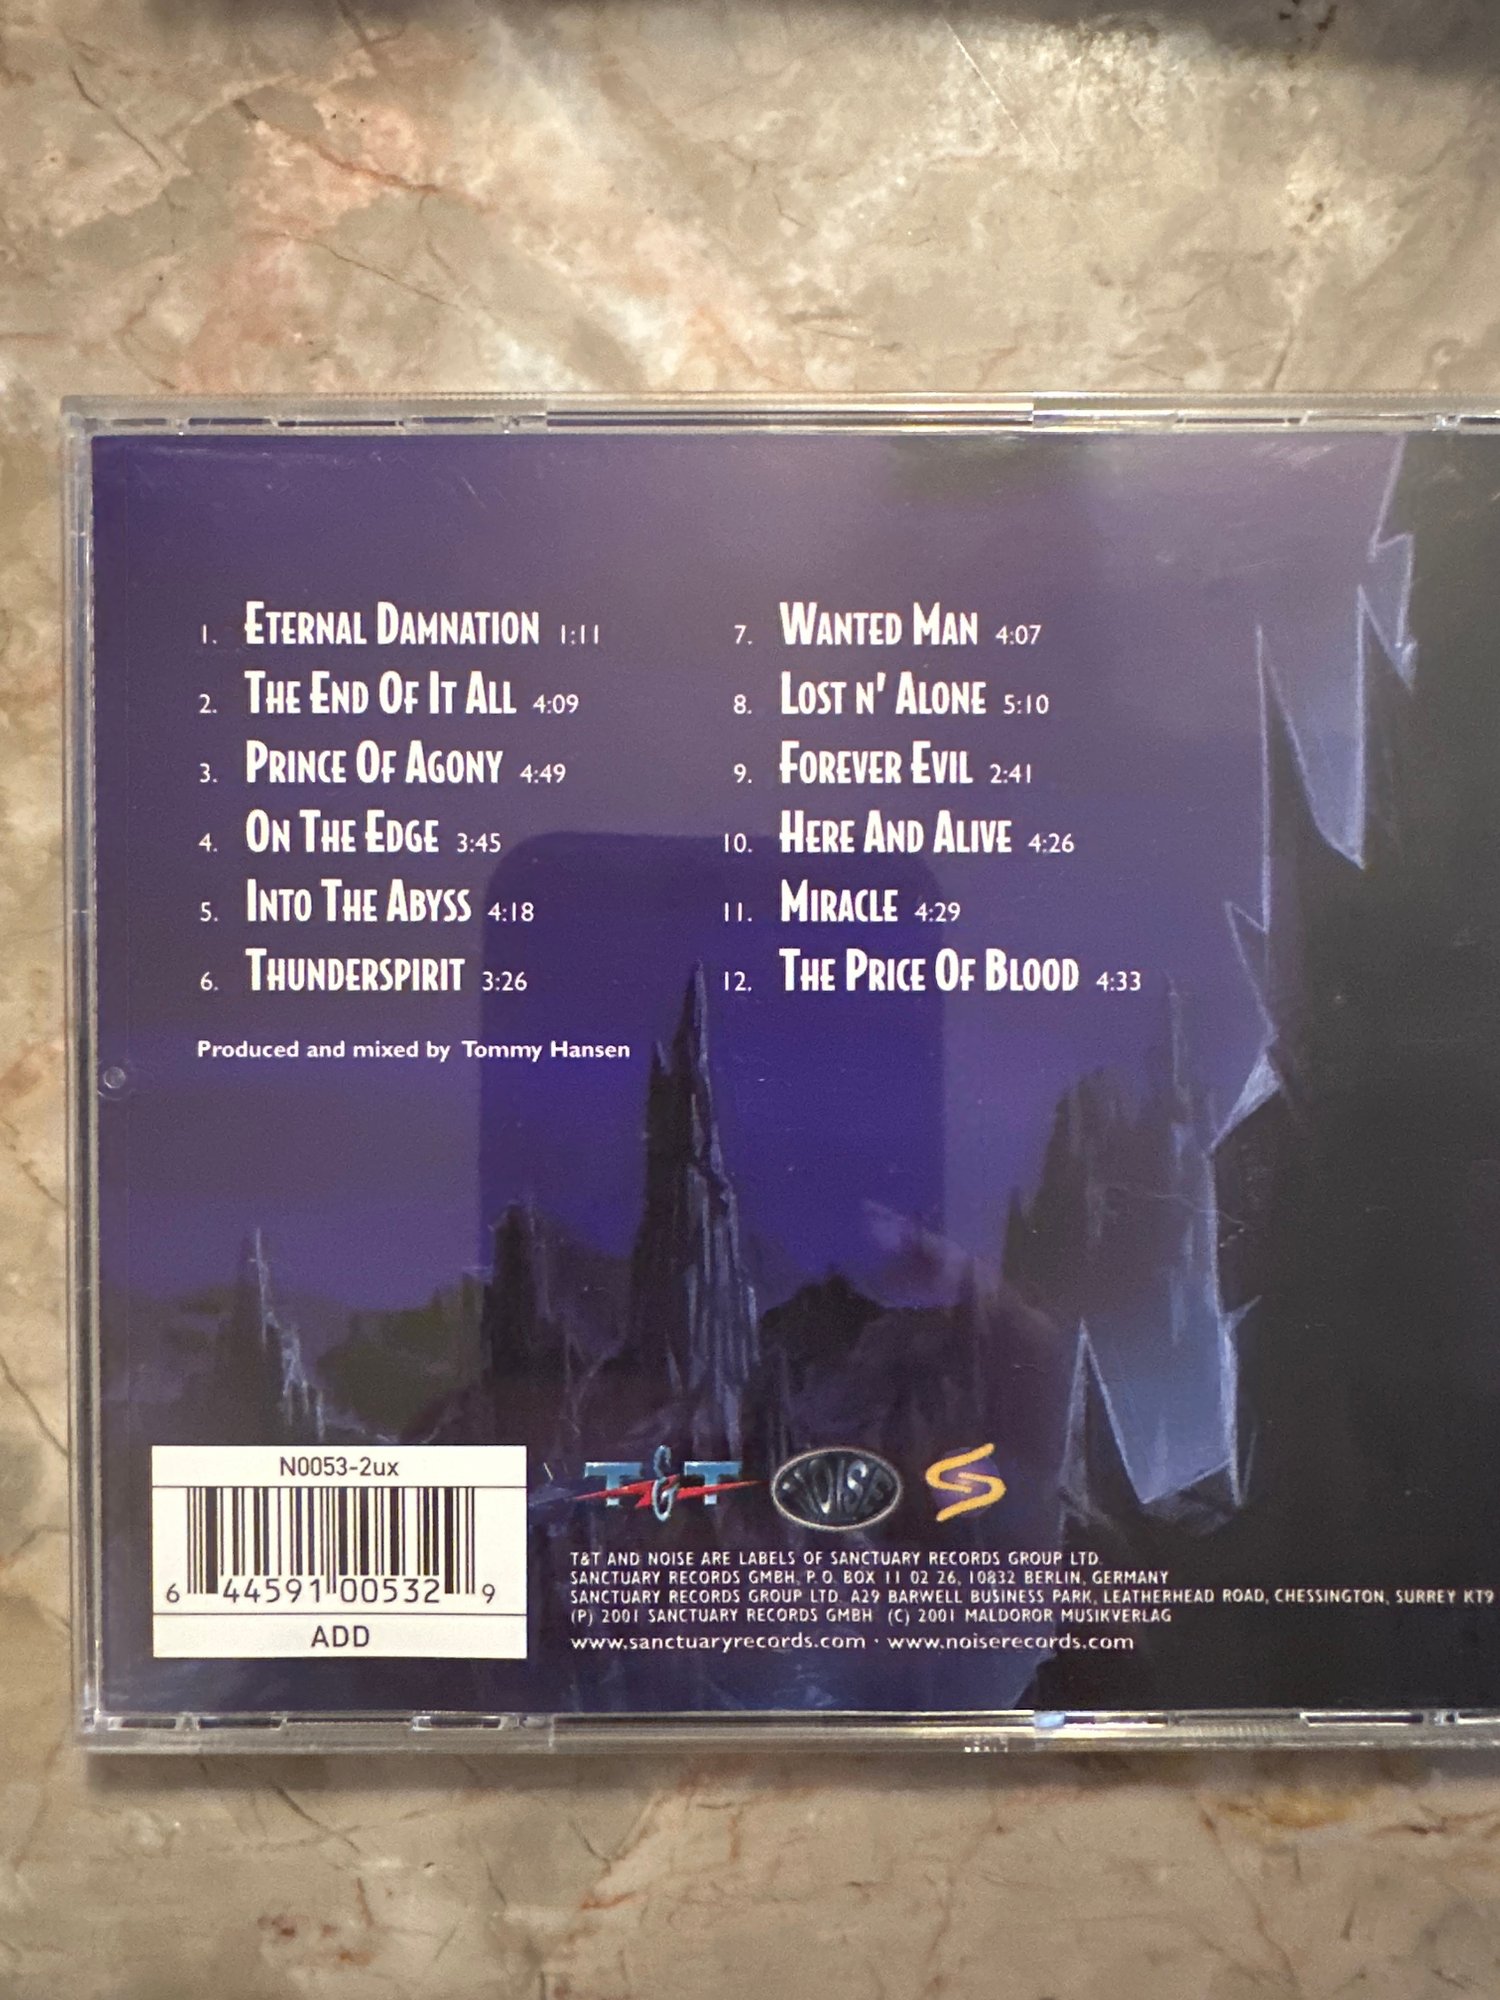 1. Eternal Damnation 1:11
2. The End Of It All 4:09
3. Prince Of Agony 4:49
4. On The Edge 3:45
5. Into The Abyss 4:18
6. Thunderspirit 3:26
7. Wanted Man 4:07
8. Lost n' Alone 5:10
9. Forever Evil 2:41
10. Here And Alive 4:26
11. Miracle 4:29
12. The Price Of Blood 4:33
Produced and mixed by Tommy Hansen
N0053-2ux
6 44591 00532 9
ADD
T&T NOISE S
T&T AND NOISE ARE LABELS OF SANCTUARY RECORDS GROUP LTD.
SANCTUARY RECORDS GMBH, P.O. BOX 11 02 26, 10832 BERLIN, GERMANY
SANCTUARY RECORDS GROUP LTD. A29 BARWELL BUSINESS PARK, LEATHERHEAD ROAD, CHESSINGTON, SURREY KT9
(P) 2001 SANCTUARY RECORDS GMBH (C) 2001 MALDOROR MUSIKVERLAG
www.sanctuaryrecords.com · www.noiserecords.com